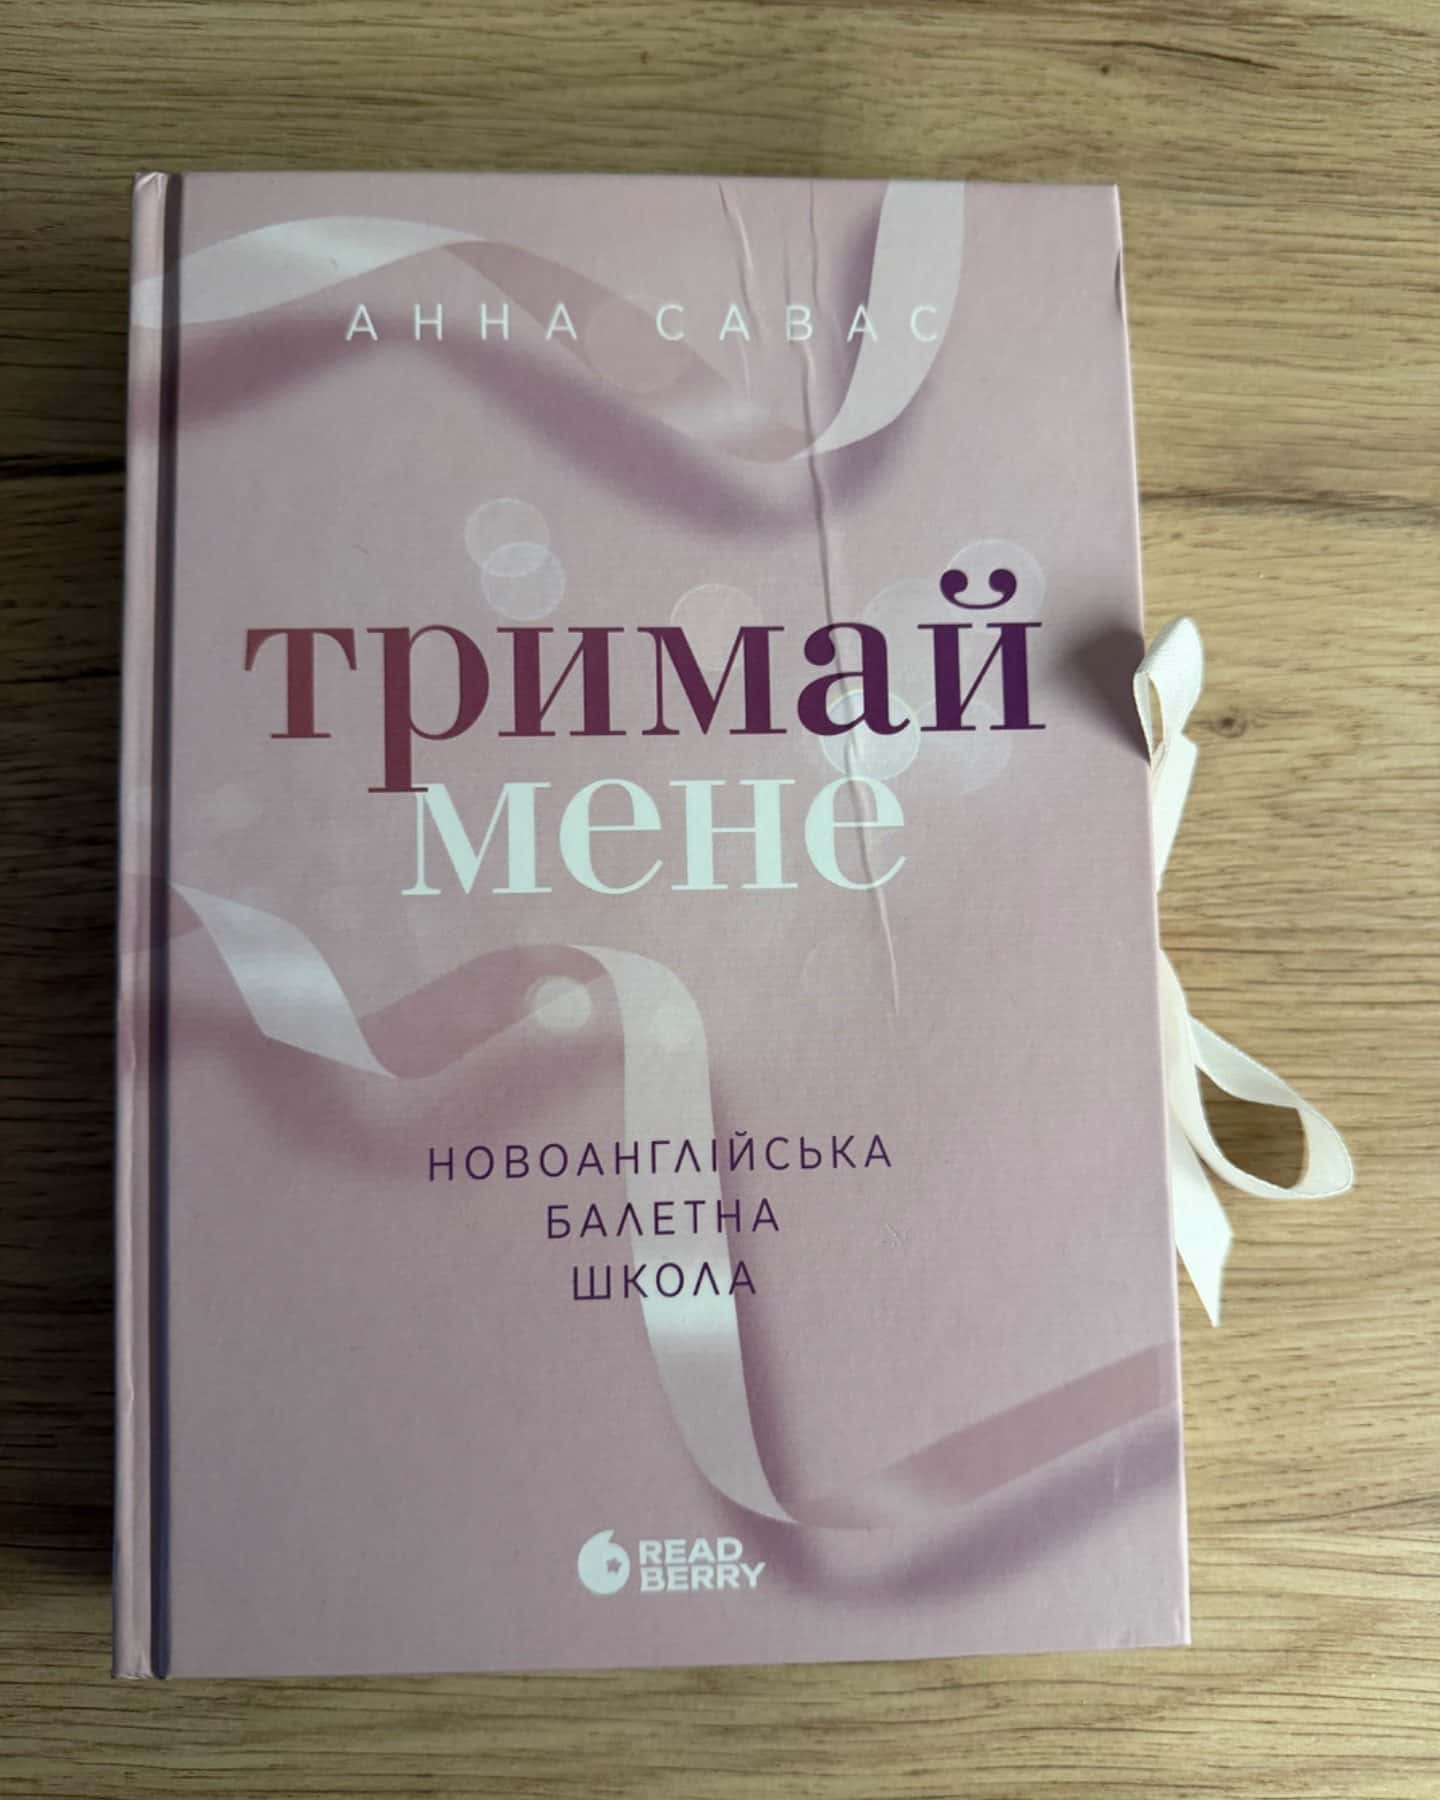 АННА САВАС
тримай
мене
НОВОАНГЛІЙСЬКА
БАЛЕТНА
ШКОЛА
READ
BERRY